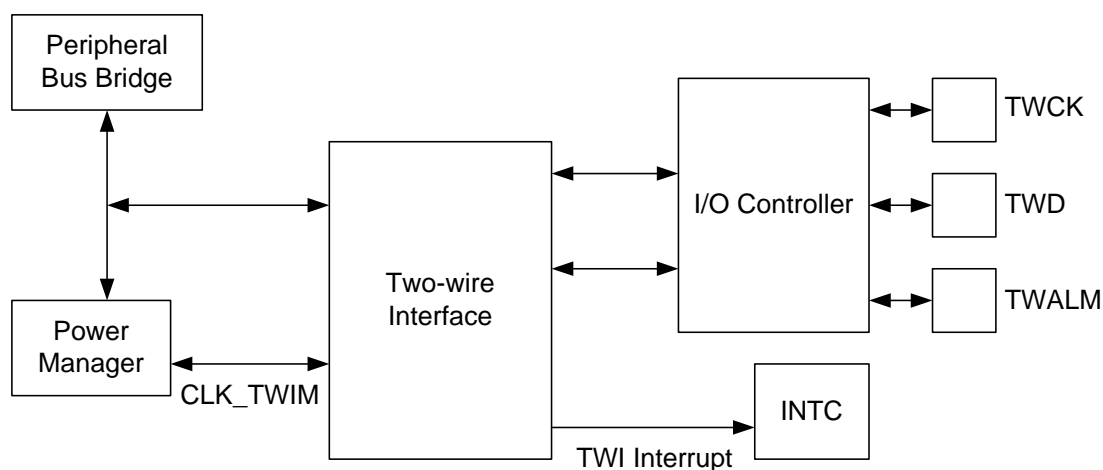 Peripheral
Bus Bridge
TWCK
I/O Controller
TWD
Two-wire
Interface
TWALM
Power
Manager
CLK_TWIM
INTC
TWI Interrupt